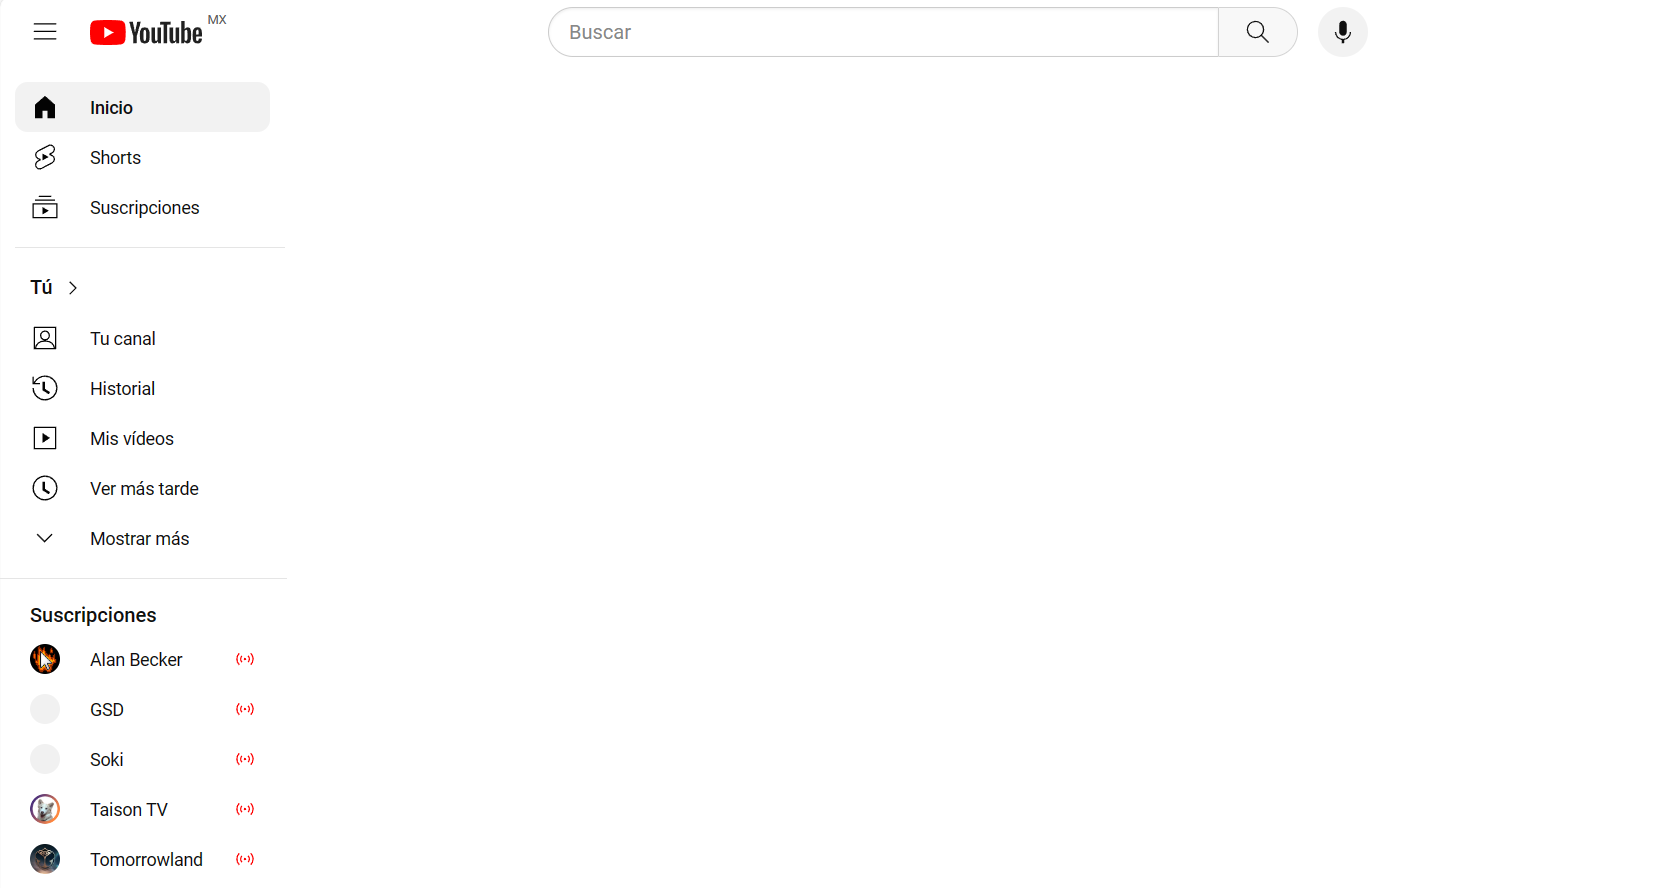 YouTube MX
Buscar
Inicio
Shorts
Suscripciones
Tú
Tu canal
Historial
Mis vídeos
Ver más tarde
Mostrar más
Suscripciones
Alan Becker
GSD
Soki
Taison TV
Tomorrowland